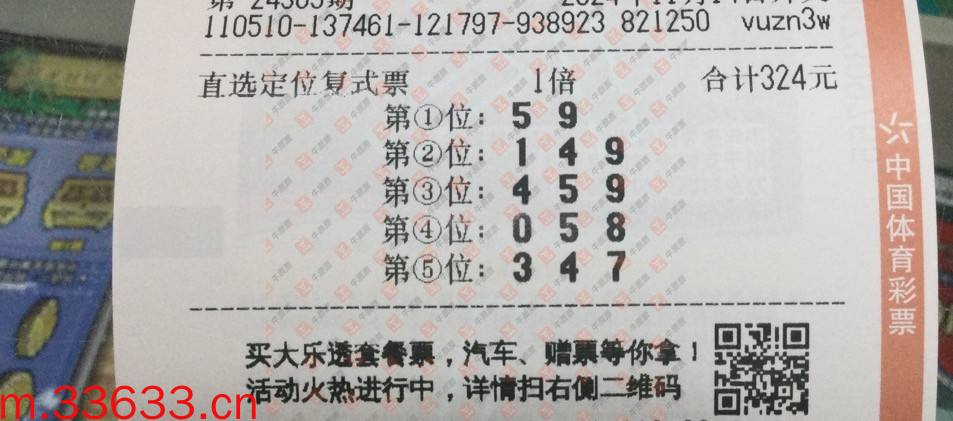 110510-137461-121797-938923 821250 vuzn3w
直选定位复式票 1倍 合计324元
第①位: 5 9
第②位: 1 4 9
第③位: 4 5 9
第④位: 0 5 8
第⑤位: 3 4 7
买大乐透套餐票,汽车、赠票等你拿!
活动火热进行中,详情扫右侧二维码
中国体育彩票
m.33633.cn